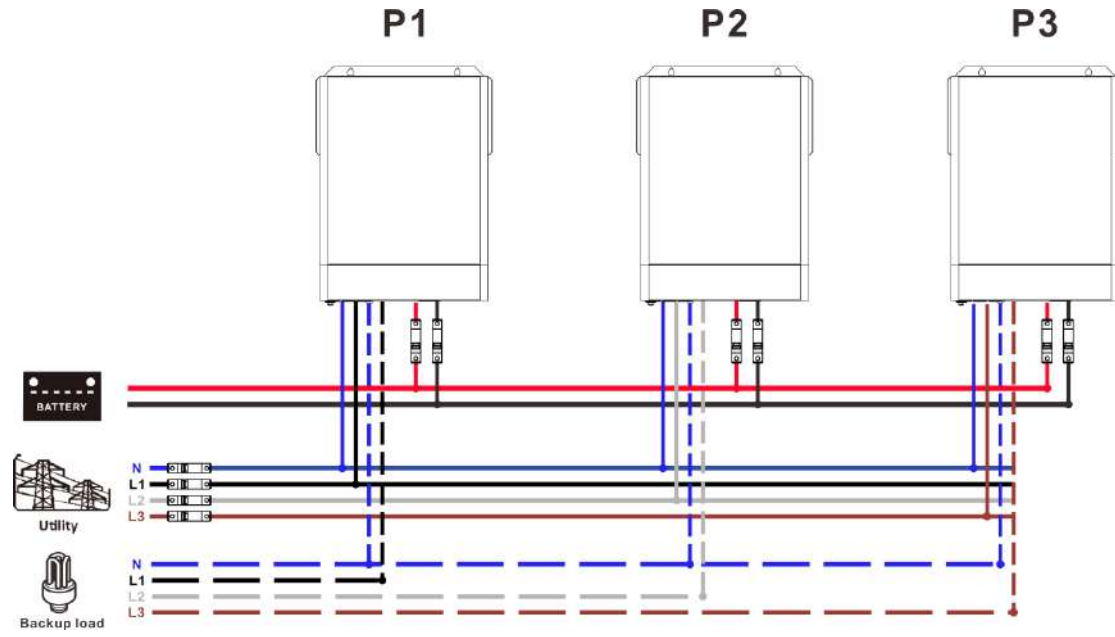 P1 P2 P3
BATTERY
N
L1
L2
L3
Utility
N
L1
L2
L3
Backup load